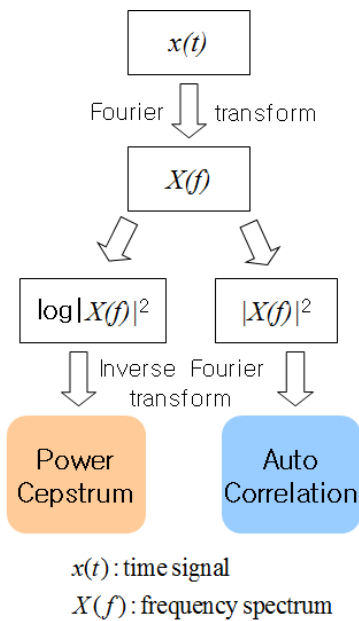 x(t)
Fourier transform
X(f)
log|X(f)|²
|X(f)|²
Inverse Fourier
transform
Power
Cepstrum
Auto
Correlation
x(t) : time signal
X(f) : frequency spectrum